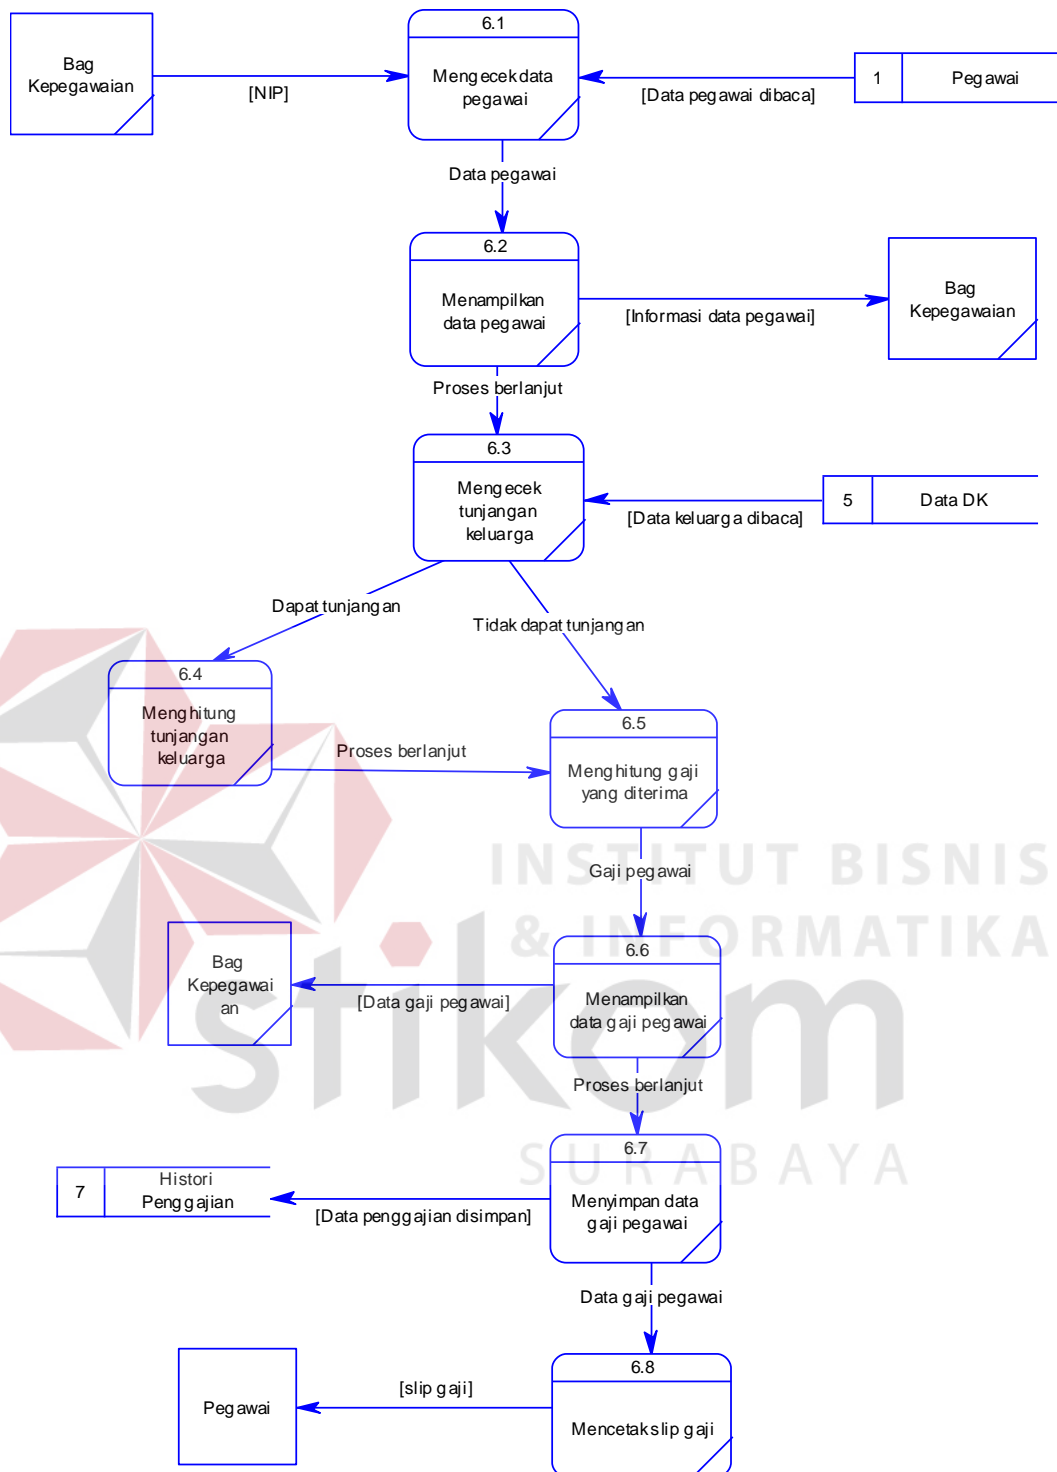 Bag
Kepegawaian
[NIP]
6.1
Mengecek data
pegawai
[Data pegawai dibaca]
1
Pegawai
Data pegawai
6.2
Menampilkan
data pegawai
[Informasi data pegawai]
Bag
Kepegawaian
Proses berlanjut
6.3
Mengecek
tunjangan
keluarga
[Data keluarga dibaca]
5
Data DK
Dapat tunjangan
Tidak dapat tunjangan
6.4
Menghitung
tunjangan
keluarga
Proses berlanjut
6.5
Menghitung gaji
yang diterima
Gaji pegawai
INSTITUT BISNIS
& INFORMATIKA
stikom
SURABAYA
6.6
Menampilkan
data gaji pegawai
[Data gaji pegawai]
Bag
Kepegawai
an
Proses berlanjut
6.7
Menyimpan data
gaji pegawai
[Data penggajian disimpan]
7
Histori
Penggajian
Data gaji pegawai
6.8
Mencetak slip gaji
[slip gaji]
Pegawai